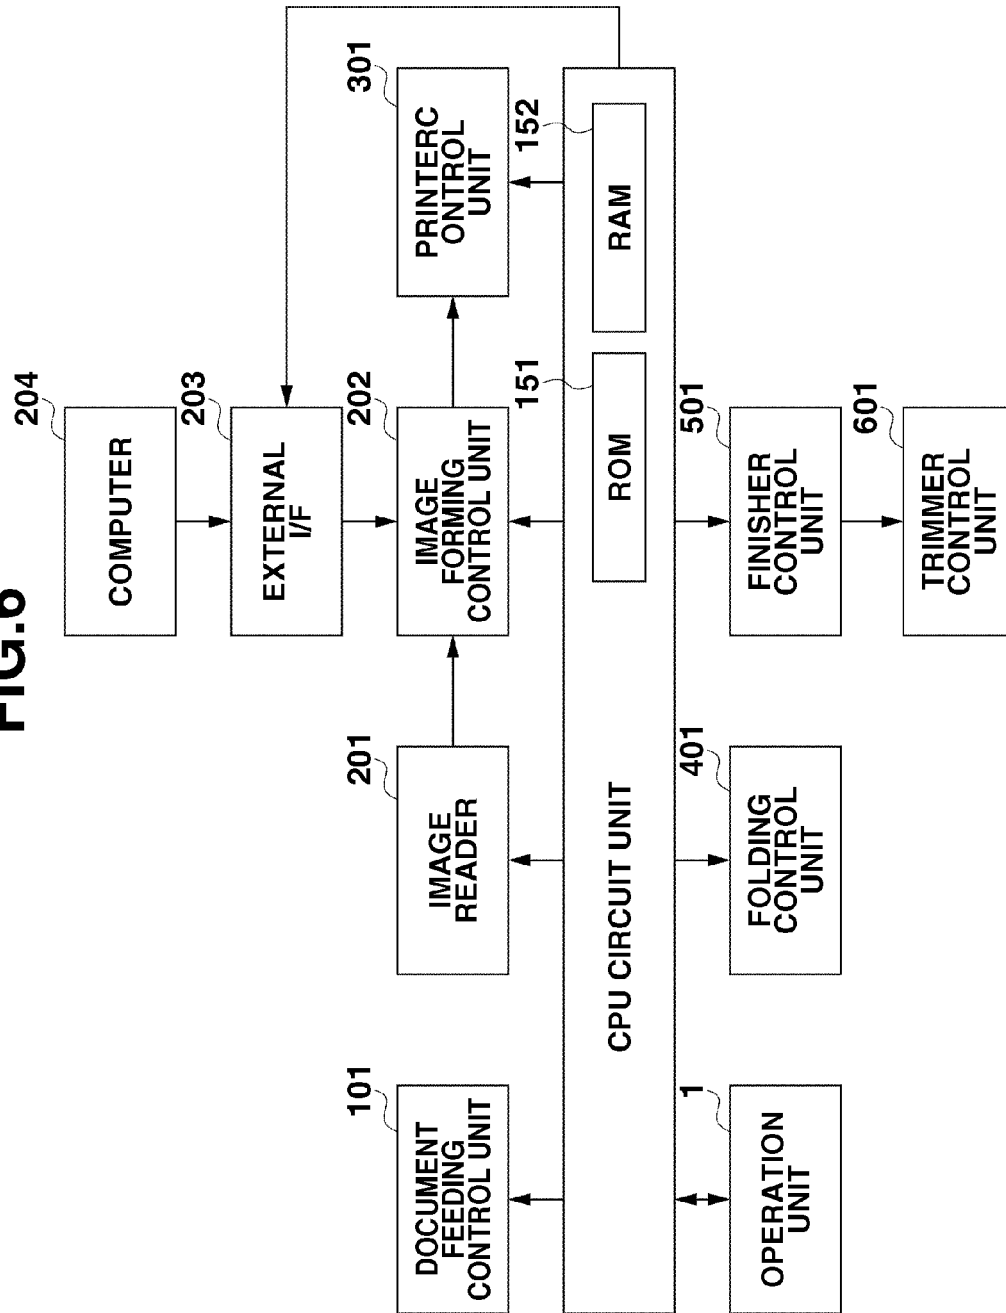 FIG.6
204
COMPUTER
203
EXTERNAL
I/F
101
DOCUMENT
FEEDING
CONTROL UNIT
201
IMAGE
READER
202
IMAGE
FORMING
CONTROL UNIT
301
PRINTERC
ONTROL
UNIT
CPU CIRCUIT UNIT
151
ROM
152
RAM
1
OPERATION
UNIT
401
FOLDING
CONTROL
UNIT
501
FINISHER
CONTROL
UNIT
601
TRIMMER
CONTROL
UNIT